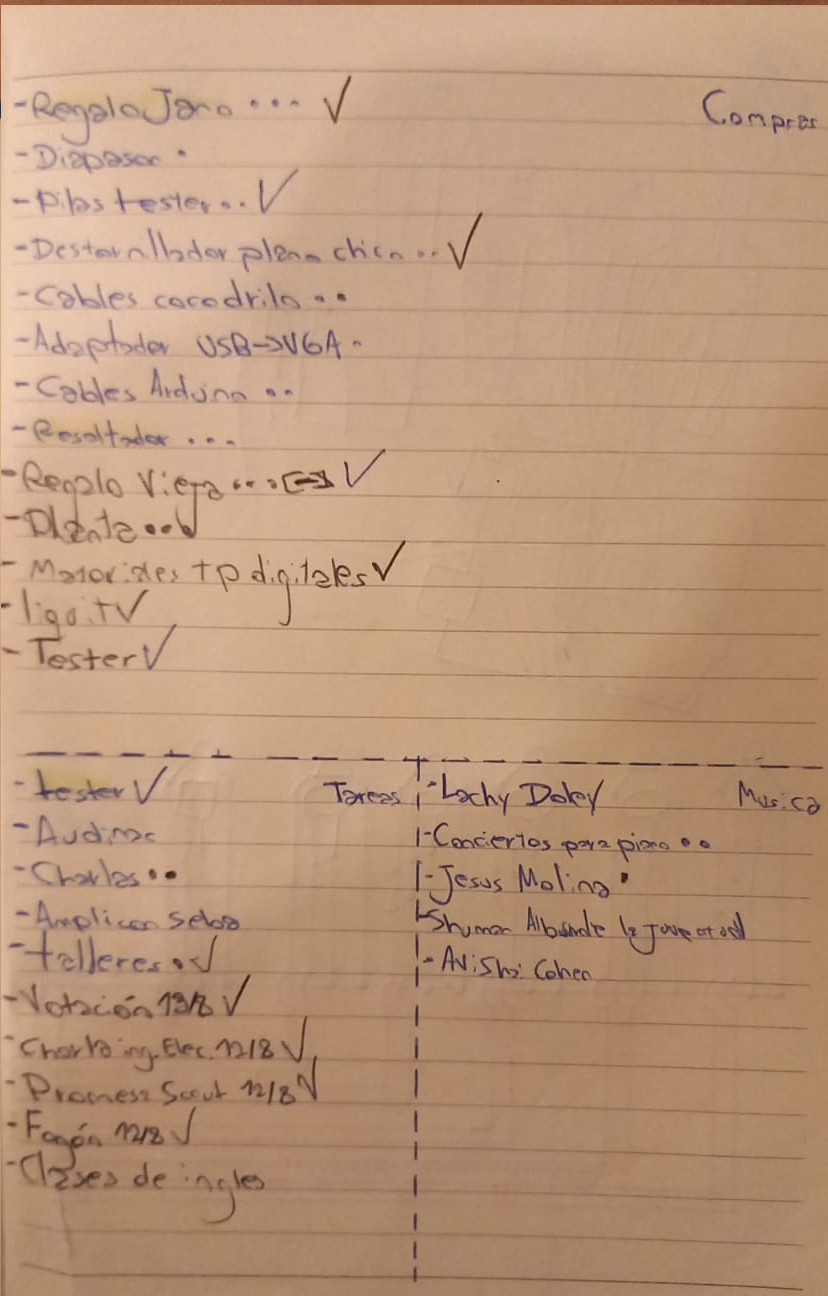 Compras
-Regalo Jano ... ✓
-Diapason .
-pilas tester .. ✓
-Destornillador plano chico .. ✓
-Cables cocodrilo ..
-Adaptador USB->VGA .
-Cables Arduino ..
-Resaltador ...
-Regalo Vieja ... ✓
-Planta ...
-Materiales tp digitales ✓
-liga tv ✓
-Tester ✓
Tareas
-tester ✓
-Audimac
-Charlas ..
-Amplicon Seba
-talleres . ✓
-Votación 13/8 ✓
-Charla ing. Elec. 12/8 ✓
-Promesa Scout 12/8 ✓
-Fogón 12/8 ✓
-Clases de ingles
Musica
-Lachy Doley
-Conciertos para piano ..
-Jesus Molina .
-Shuman Album de la juventud
-Avishai Cohen